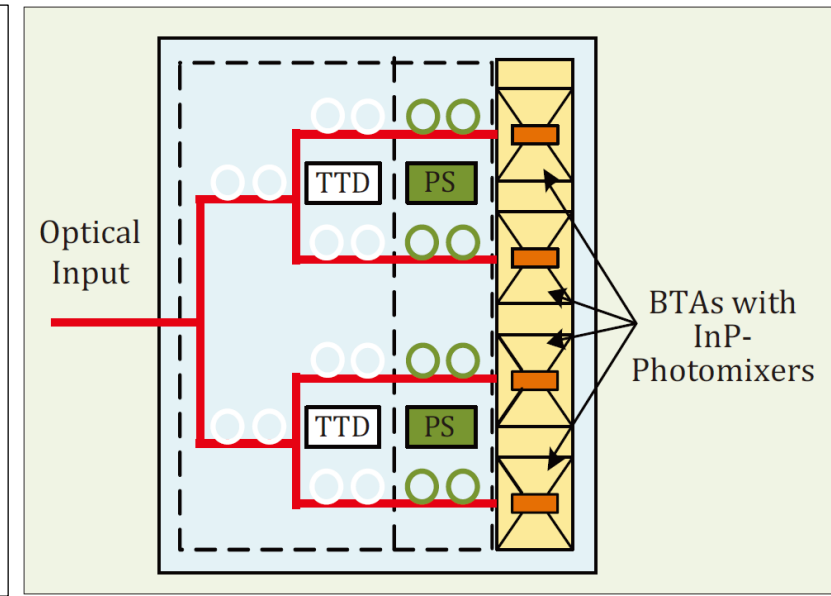 Optical
Input
TTD
PS
TTD
PS
BTAs with
InP-
Photomixers